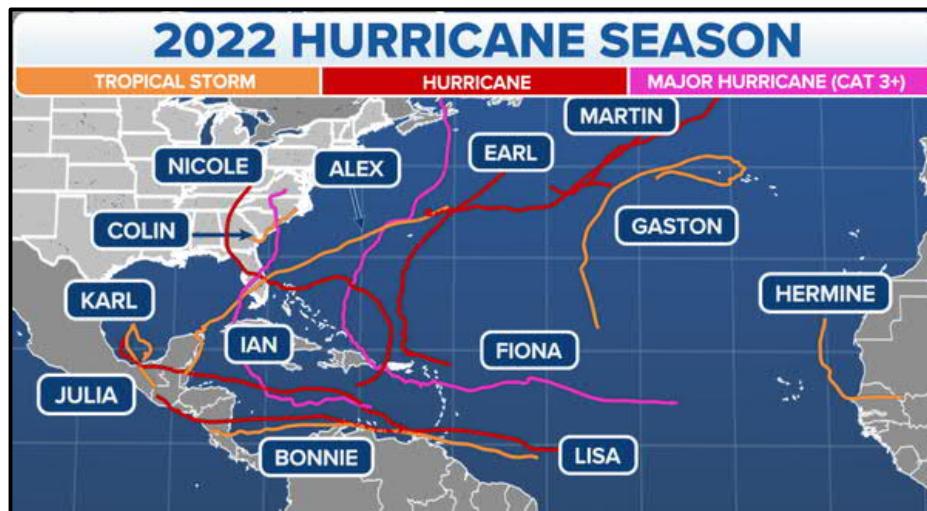 2022 HURRICANE SEASON
TROPICAL STORM HURRICANE MAJOR HURRICANE (CAT 3+)
MARTIN
NICOLE
ALEX
EARL
COLIN
GASTON
KARL
HERMINE
IAN
FIONA
JULIA
BONNIE
LISA